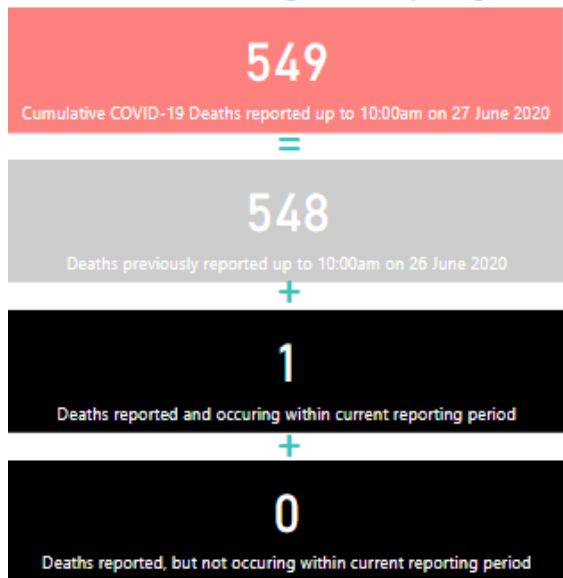 549
Cumulative COVID-19 Deaths reported up to 10:00am on 27 June 2020
=
548
Deaths previously reported up to 10:00am on 26 June 2020
+
1
Deaths reported and occuring within current reporting period
+
0
Deaths reported, but not occuring within current reporting period